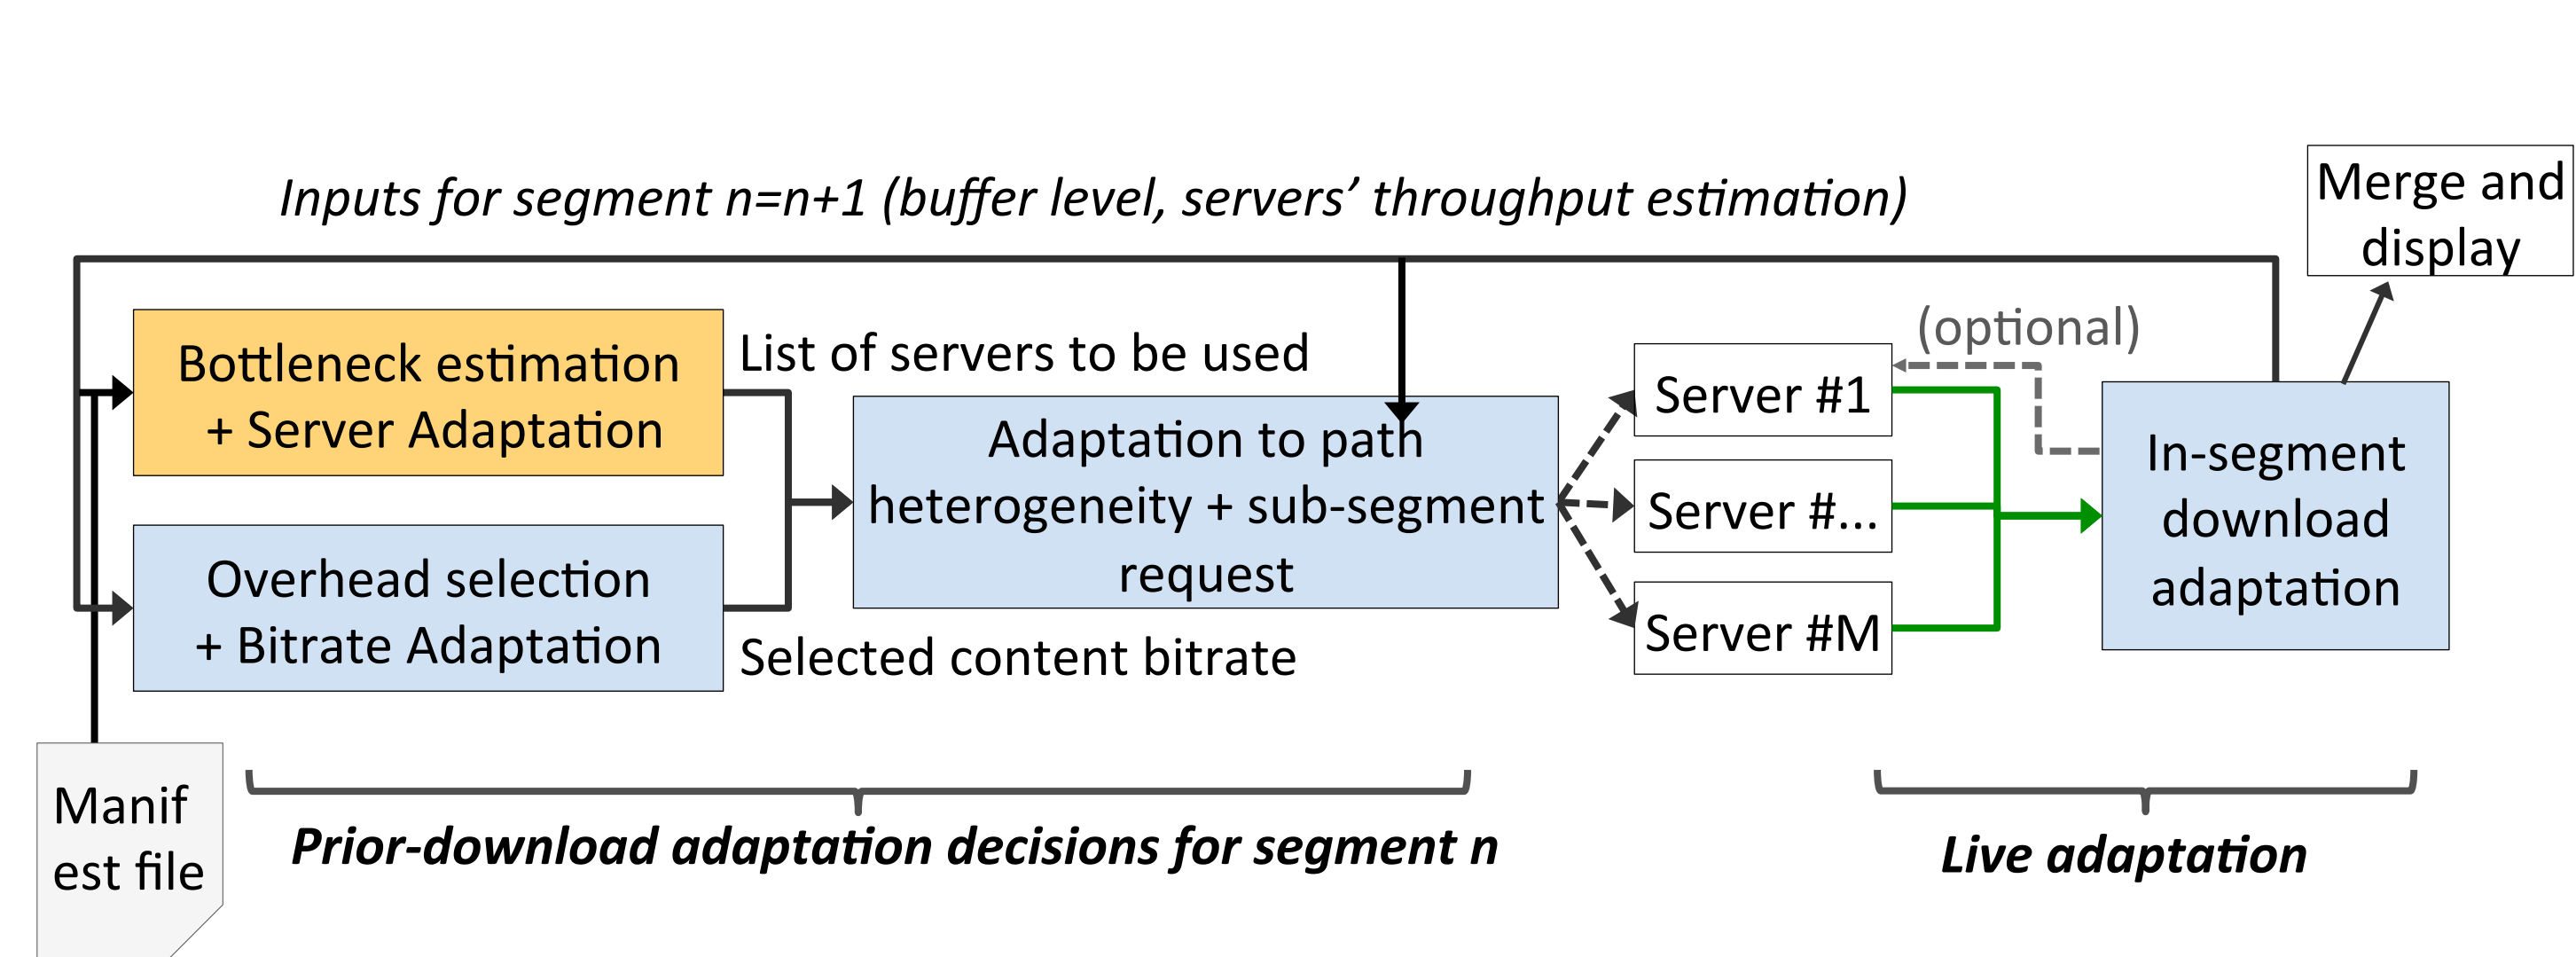 Inputs for segment n=n+1 (buffer level, servers’ throughput estimation)
Merge and
display
Bottleneck estimation
+ Server Adaptation
List of servers to be used
Overhead selection
+ Bitrate Adaptation
Selected content bitrate
Adaptation to path
heterogeneity + sub-segment
request
(optional)
Server #1
Server #...
Server #M
In-segment
download
adaptation
Manif
est file
Prior-download adaptation decisions for segment n
Live adaptation